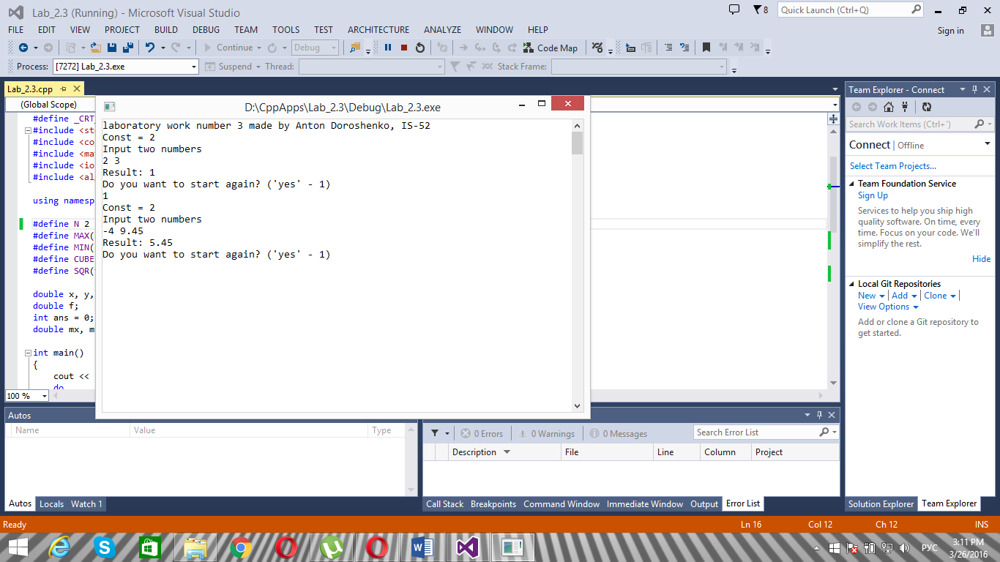 Lab_2.3 (Running) - Microsoft Visual Studio
8
Quick Launch (Ctrl+Q)
FILE EDIT VIEW PROJECT BUILD DEBUG TEAM TOOLS TEST ARCHITECTURE ANALYZE WINDOW HELP
Sign in
Continue Debug Code Map
Process: [7272] Lab_2.3.exe Suspend Thread: Stack Frame:
Lab_2.3.cpp
(Global Scope)
#define _CRT_
#include <st
#include <co
#include <ma
#include <io
#include <al
using namesp
#define N 2
#define MAX(
#define MIN(
#define CUBE
#define SQR(
double x, y,
double f;
int ans = 0;
double mx, m
int main()
{
cout <<
do
100 %
D:\CppApps\Lab_2.3\Debug\Lab_2.3.exe
laboratory work number 3 made by Anton Doroshenko, IS-52
Const = 2
Input two numbers
2 3
Result: 1
Do you want to start again? ('yes' - 1)
1
Const = 2
Input two numbers
-4 9.45
Result: 5.45
Do you want to start again? ('yes' - 1)
Team Explorer - Connect
Search Work Items (Ctrl+')
Connect | Offline
Select Team Projects...
Team Foundation Service
Sign Up
Services to help you ship high
quality software. On time, every
time. Focus on your code. We'll
simplify the rest.
Hide
Local Git Repositories
New | Add | Clone |
View Options
Add or clone a Git repository to
get started.
Autos
Name Value Type
Autos Locals Watch 1
0 Errors 0 Warnings 0 Messages Search Error List
Description File Line Column Project
Call Stack Breakpoints Command Window Immediate Window Output Error List
Solution Explorer Team Explorer
Ready Ln 16 Col 12 Ch 12 INS
РУС
3:11 PM
3/26/2016